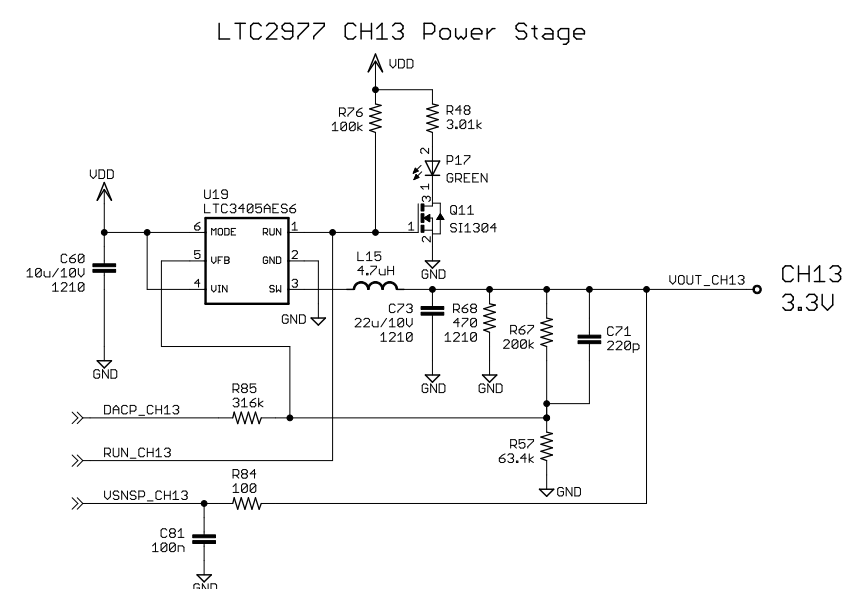 LTC2977 CH13 Power Stage
VDD
R76
100k
R48
3.01k
2
P17
GREEN
1
VDD
U19
LTC3405AES6
3
Q11
SI1304
1
2
GND
6 MODE RUN 1
5 VFB GND 2
4 VIN SW 3
C60
10u/10V
1210
GND
GND
L15
4.7uH
VOUT_CH13
CH13
3.3V
C73
22u/10V
1210
R68
470
1210
R67
200k
C71
220p
GND
GND
R85
316k
DACP_CH13
R57
63.4k
RUN_CH13
R84
100
GND
VSNSP_CH13
C81
100n
GND